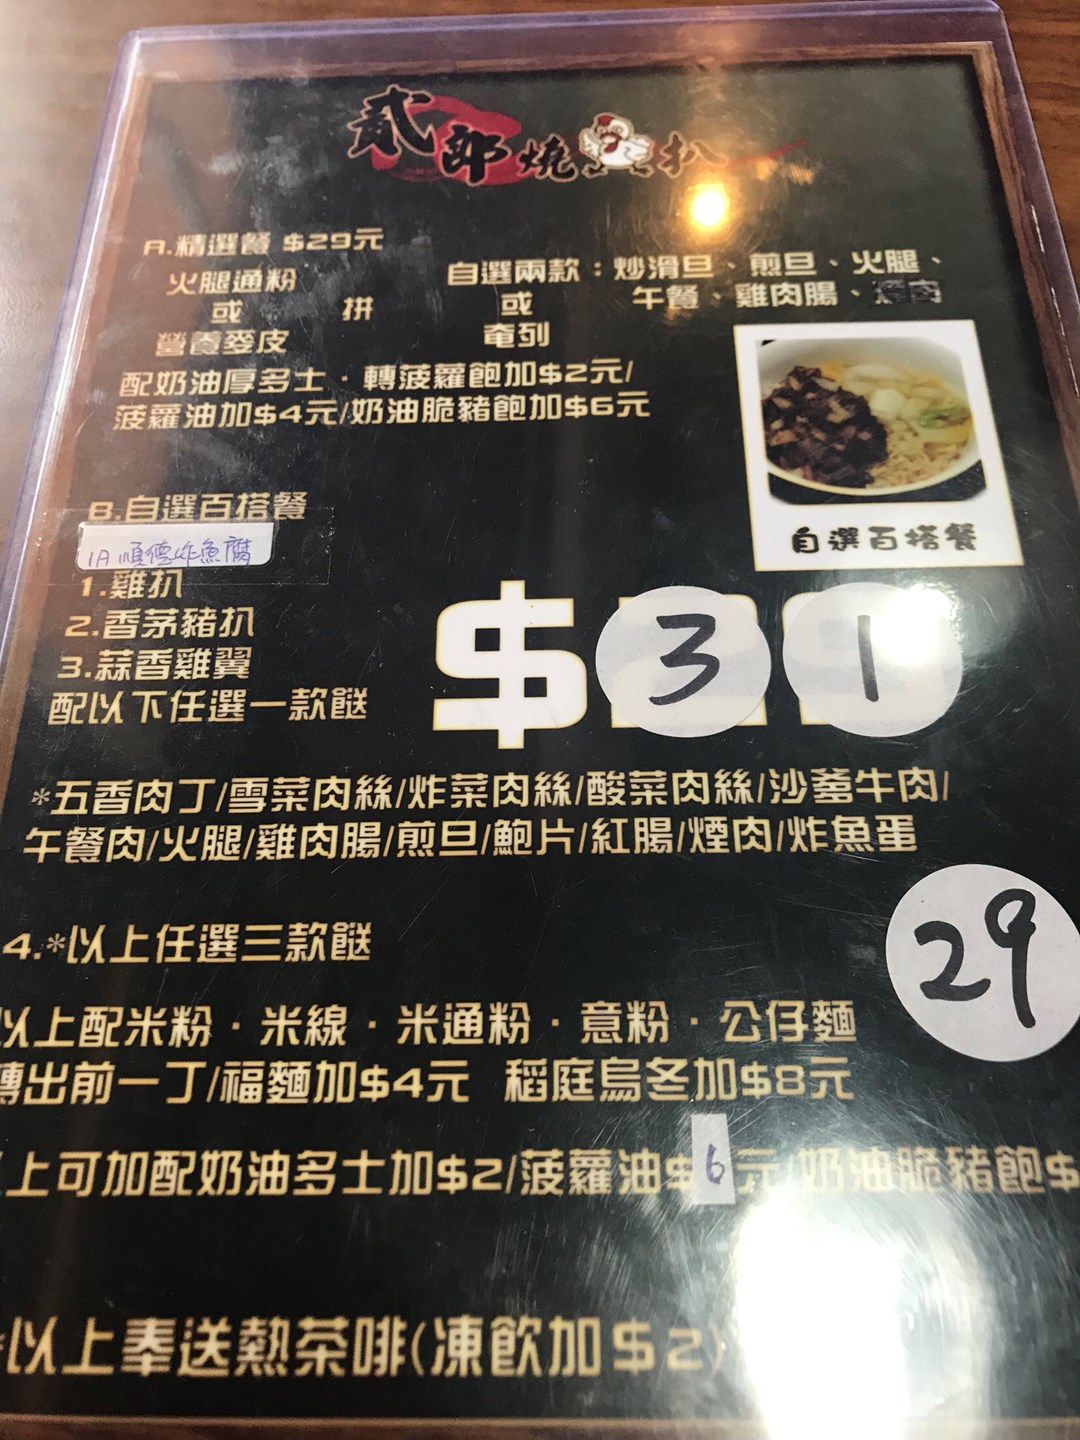 貳郎燒扒
A.精選餐 $29元
火腿通粉 自選兩款：炒滑旦、煎旦、火腿、
或 拼 或 午餐、雞肉腸、煙肉
營養麥皮 奄列
配奶油厚多士．轉菠蘿飽加$2元/
菠蘿油加$4元/奶油脆豬飽加$6元
自選百搭餐
B.自選百搭餐
1A 順德炸魚腐
1.雞扒
2.香茅豬扒
3.蒜香雞翼
配以下任選一款餸
$31
*五香肉丁/雪菜肉絲/炸菜肉絲/酸菜肉絲/沙爹牛肉/
午餐肉/火腿/雞肉腸/煎旦/鮑片/紅腸/煙肉/炸魚蛋
4.*以上任選三款餸
29
以上配米粉．米線．米通粉．意粉．公仔麵
轉出前一丁/福麵加$4元 稻庭烏冬加$8元
上可加配奶油多士加$2/菠蘿油$6元/奶油脆豬飽$
*以上奉送熱茶啡(凍飲加$2)